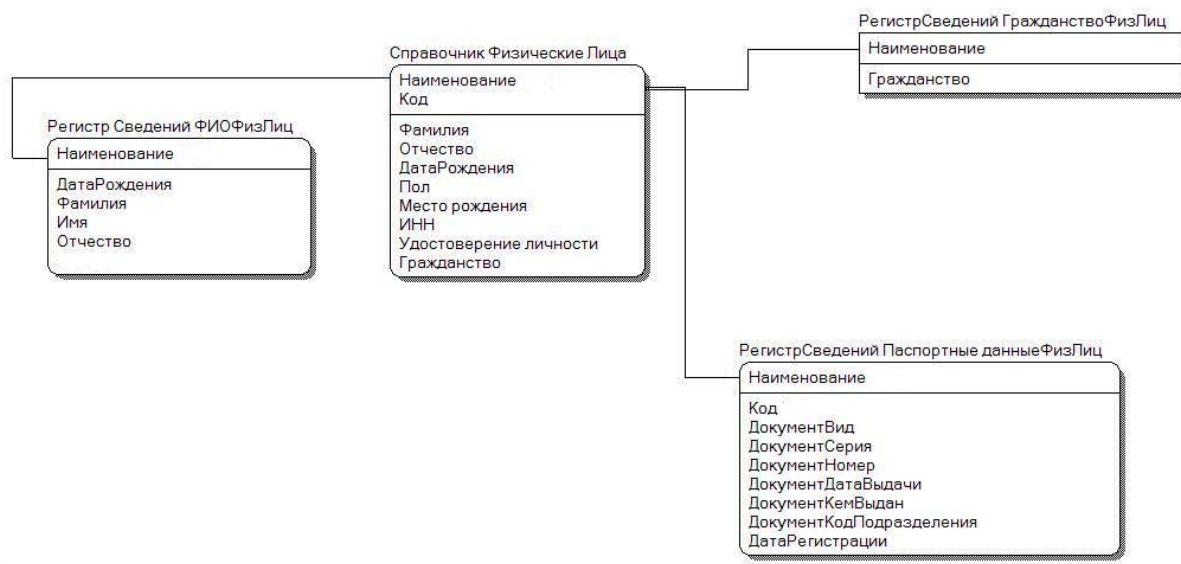 РегистрСведений ГражданствоФизЛиц
Наименование
Гражданство
Справочник Физические Лица
Наименование
Код
Фамилия
Отчество
ДатаРождения
Пол
Место рождения
ИНН
Удостоверение личности
Гражданство
Регистр Сведений ФИОФизЛиц
Наименование
ДатаРождения
Фамилия
Имя
Отчество
РегистрСведений Паспортные данныеФизЛиц
Наименование
Код
ДокументВид
ДокументСерия
ДокументНомер
ДокументДатаВыдачи
ДокументКемВыдан
ДокументКодПодразделения
ДатаРегистрации